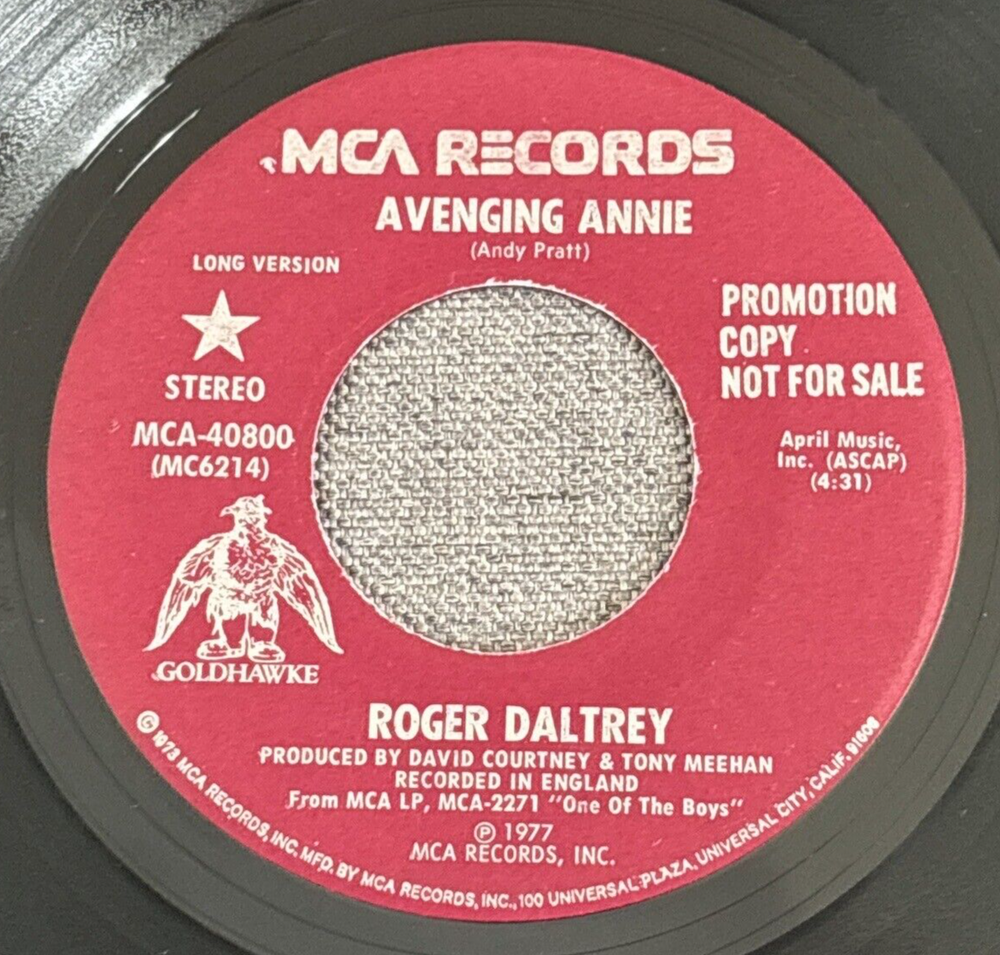 MCA RECORDS
AVENGING ANNIE
(Andy Pratt)
LONG VERSION
STEREO
MCA-40800
(MC6214)
GOLDHAWKE
PROMOTION
COPY
NOT FOR SALE
April Music,
Inc. (ASCAP)
(4:31)
ROGER DALTREY
PRODUCED BY DAVID COURTNEY & TONY MEEHAN
RECORDED IN ENGLAND
From MCA LP, MCA-2271 "One Of The Boys"
℗ 1977
MCA RECORDS, INC.
© 1973 MCA RECORDS, INC. MFD. BY MCA RECORDS, INC., 100 UNIVERSAL PLAZA, UNIVERSAL CITY, CALIF. 91608